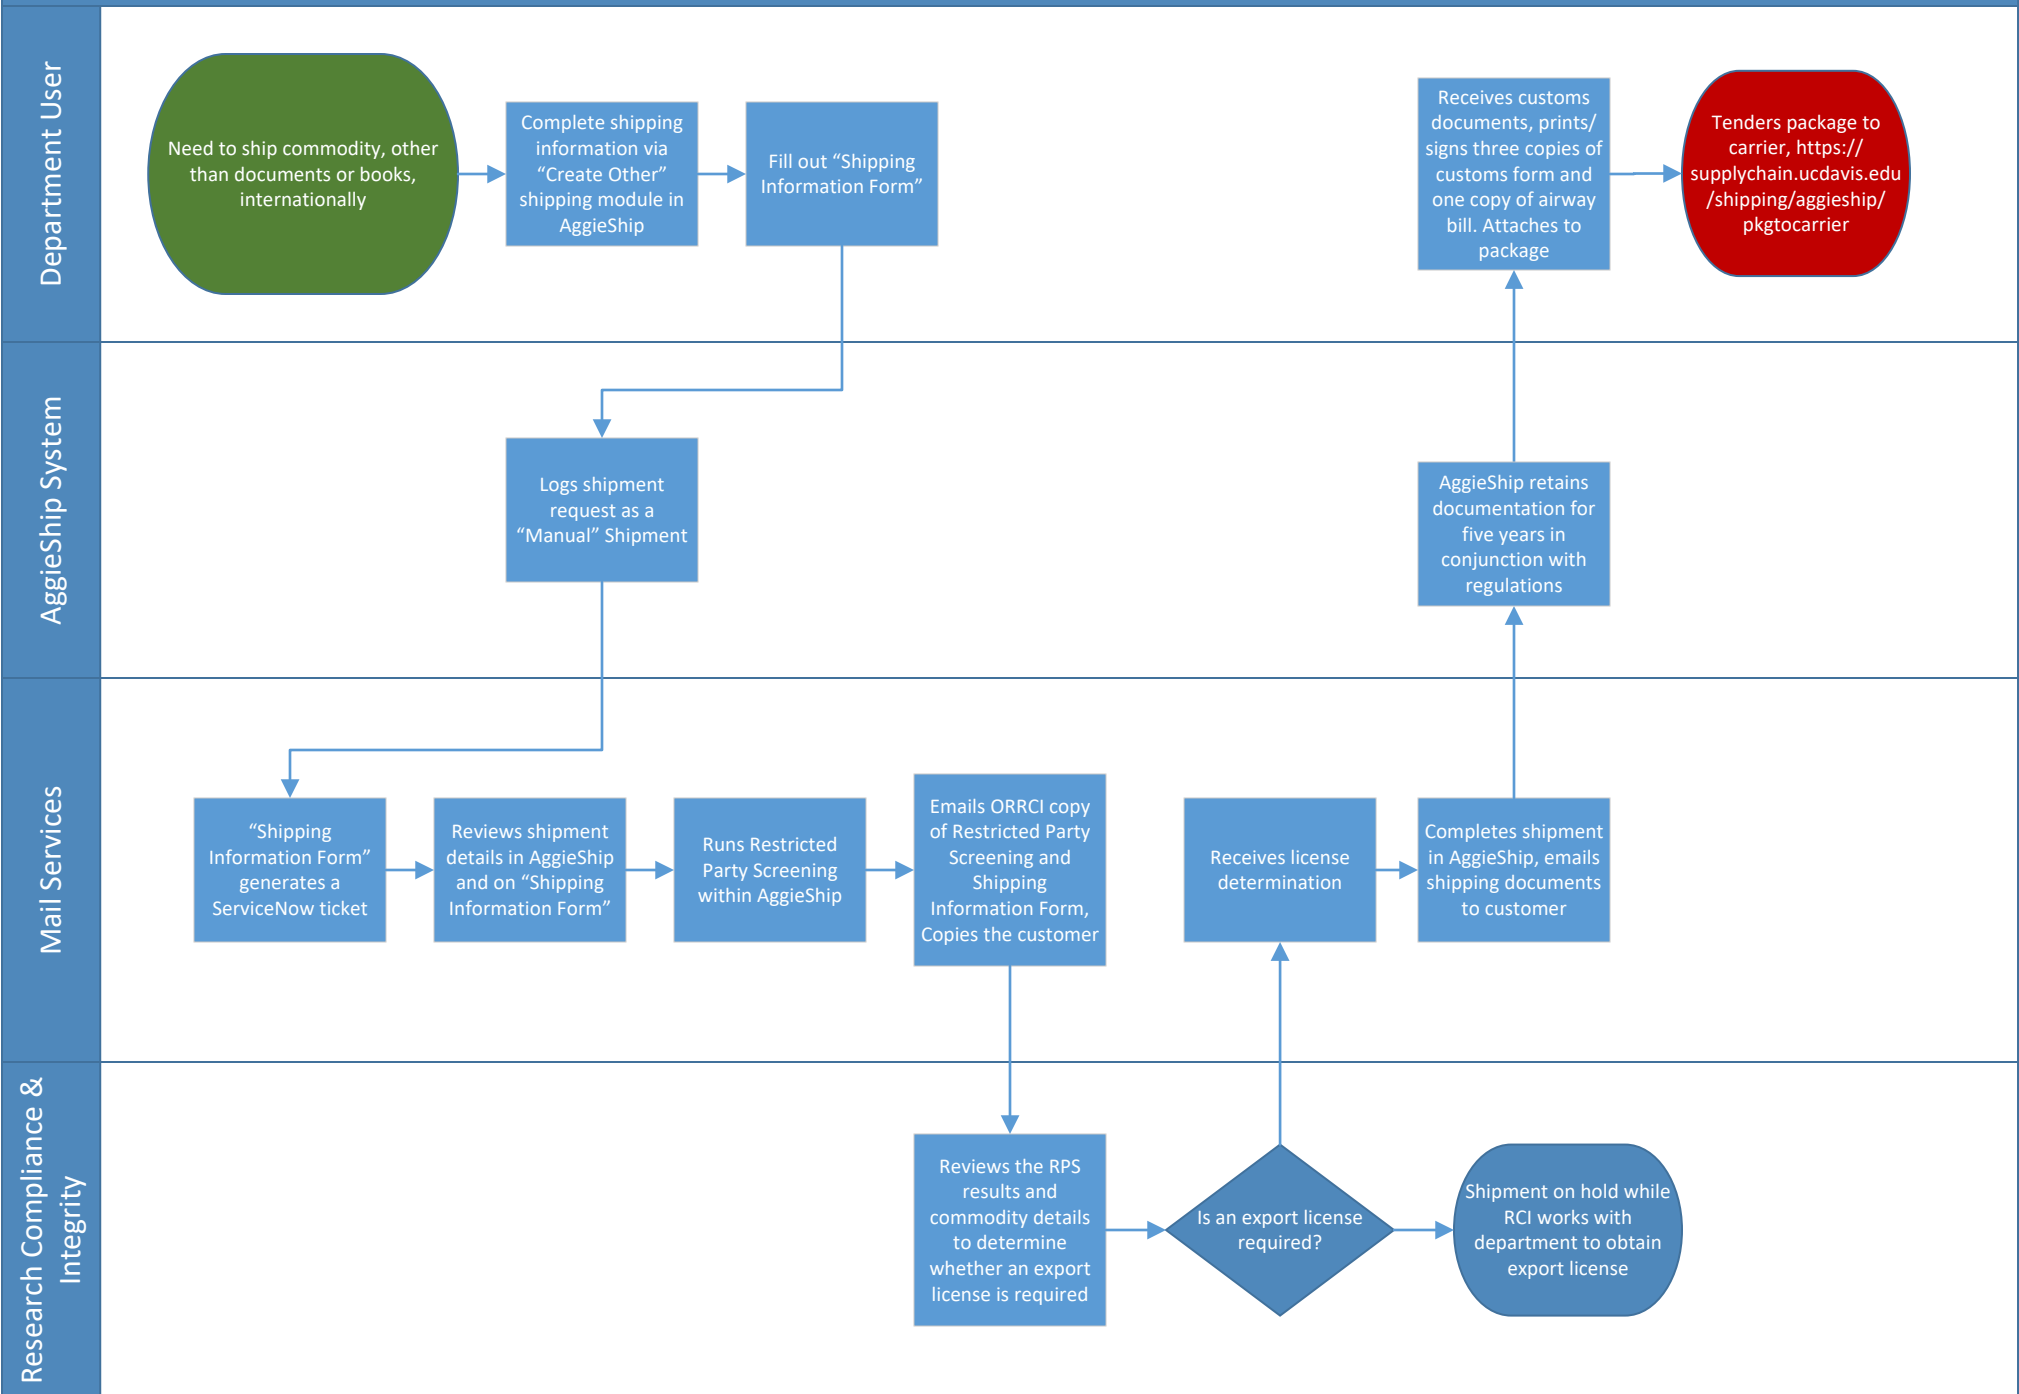 Department User
Need to ship commodity, other
than documents or books,
internationally
Complete shipping
information via
“Create Other”
shipping module in
AggieShip
Fill out “Shipping
Information Form”
Receives customs
documents, prints/
signs three copies of
customs form and
one copy of airway
bill. Attaches to
package
Tenders package to
carrier, https://
supplychain.ucdavis.edu
/shipping/aggieship/
pkgtocarrier
AggieShip System
Logs shipment
request as a
“Manual” Shipment
AggieShip retains
documentation for
five years in
conjunction with
regulations
Mail Services
“Shipping
Information Form”
generates a
ServiceNow ticket
Reviews shipment
details in AggieShip
and on “Shipping
Information Form”
Runs Restricted
Party Screening
within AggieShip
Emails ORRCI copy
of Restricted Party
Screening and
Shipping
Information Form,
Copies the customer
Receives license
determination
Completes shipment
in AggieShip, emails
shipping documents
to customer
Research Compliance &
Integrity
Reviews the RPS
results and
commodity details
to determine
whether an export
license is required
Is an export license
required?
Shipment on hold while
RCI works with
department to obtain
export license